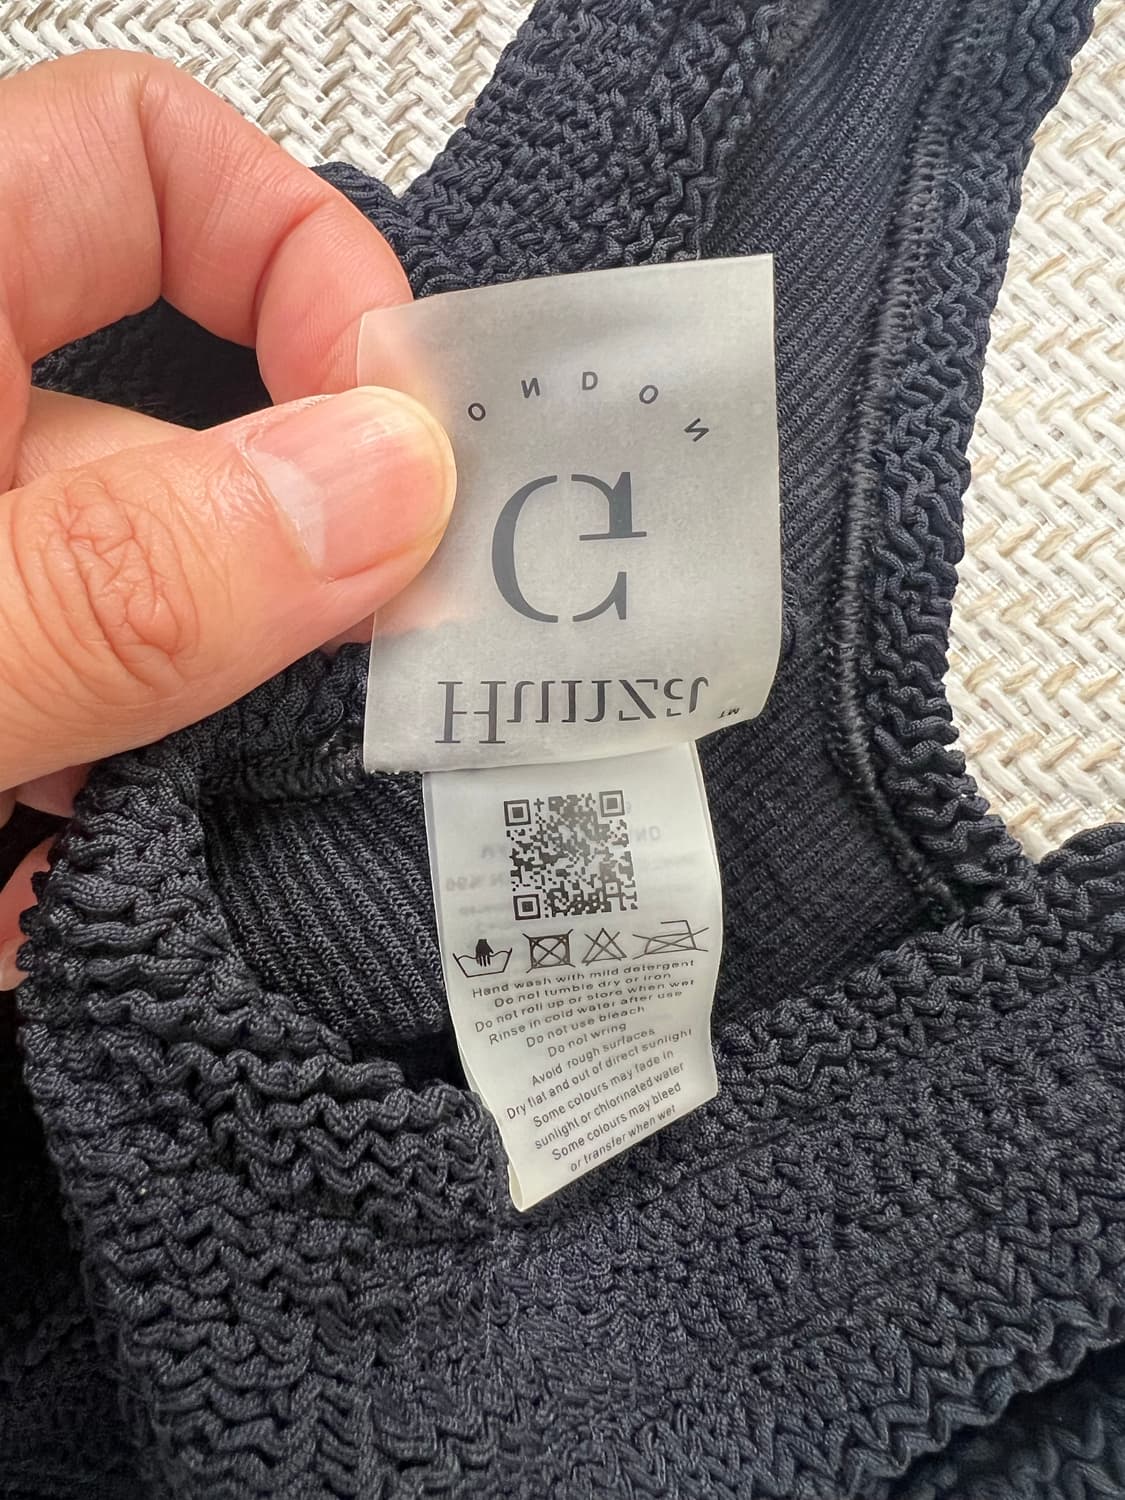 Hunza™
G
ONDON
Hand wash with mild detergent
Do not tumble dry or iron
Do not roll up or store when wet
Rinse in cold water after use
Do not use bleach
Do not wring
Avoid rough surfaces
Dry flat and out of direct sunlight
Some colours may fade in
sunlight or chlorinated water
Some colours may bleed
or transfer when wet